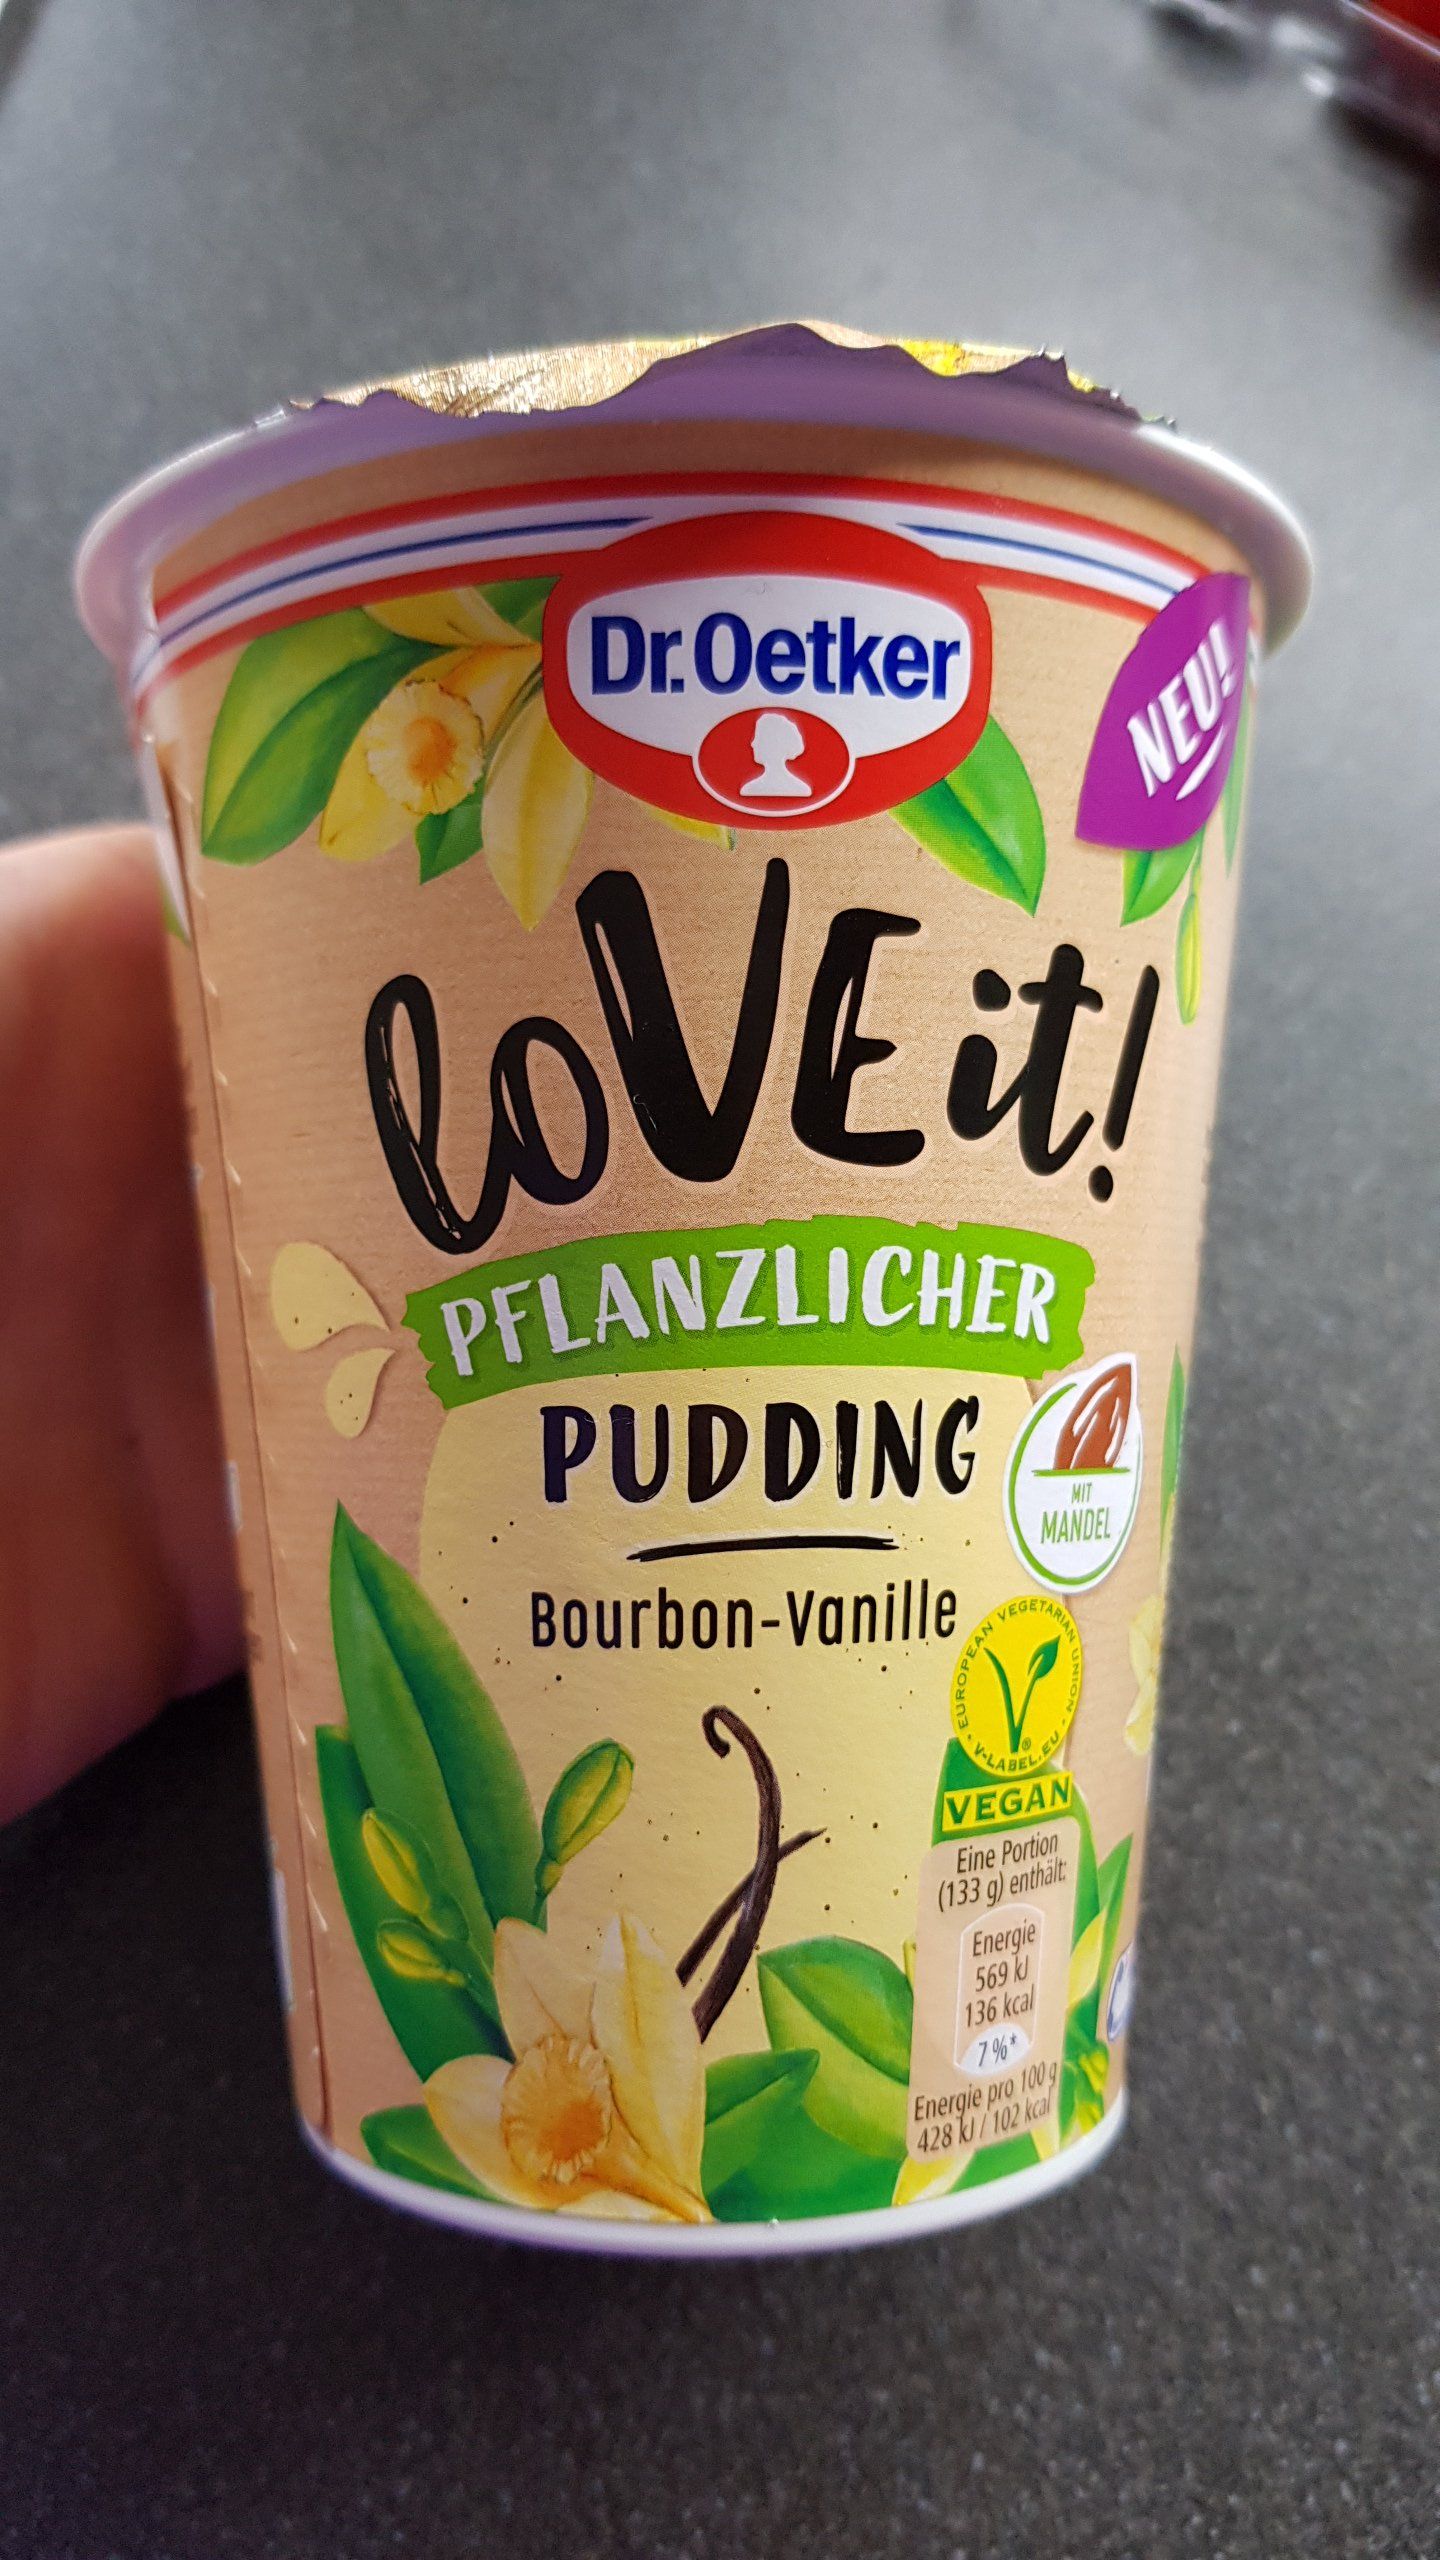 Dr. Oetker
NEU!
loVE it!
PFLANZLICHER
PUDDING
MIT
MANDEL
Bourbon-Vanille
EUROPEAN VEGETARIAN UNION
V-LABEL.EU
®
VEGAN
Eine Portion
(133 g) enthält:
Energie
569 kJ
136 kcal
7%*
Energie pro 100 g
428 kJ / 102 kcal